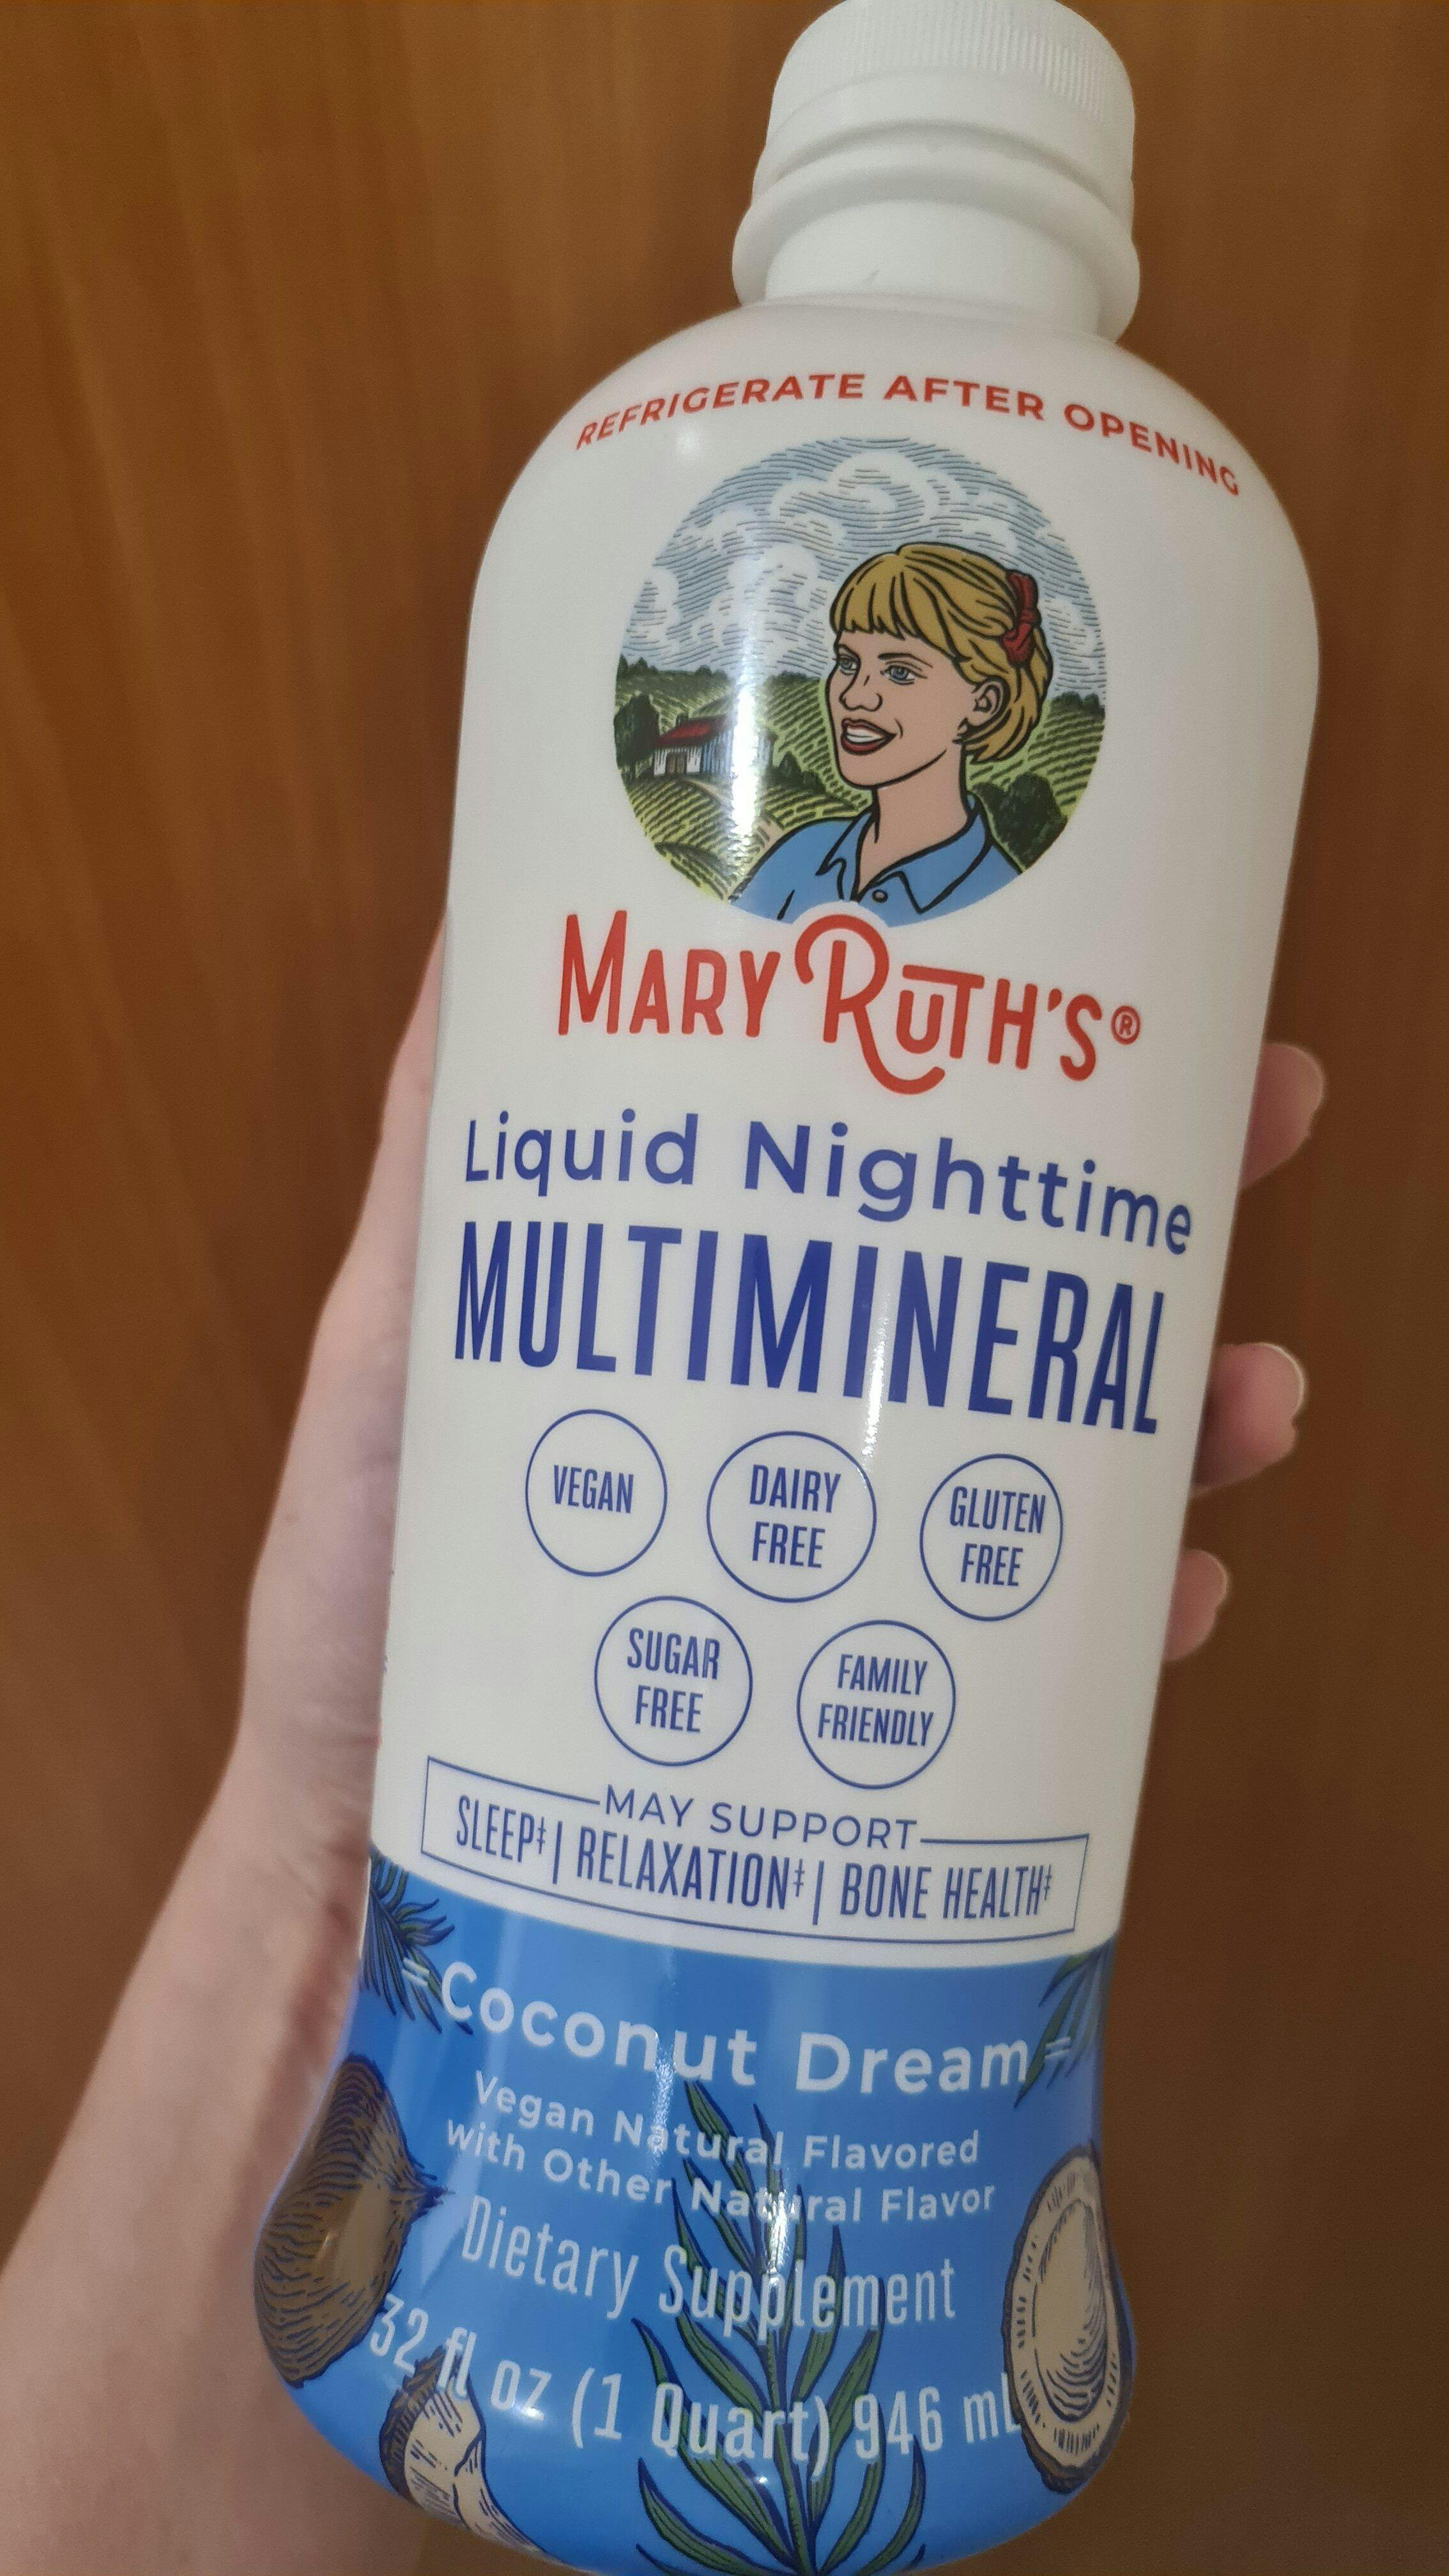 REFRIGERATE AFTER OPENING
MARY RUTH'S®
Liquid Nighttime
MULTIMINERAL
VEGAN
DAIRY
FREE
GLUTEN
FREE
SUGAR
FREE
FAMILY
FRIENDLY
MAY SUPPORT
SLEEP‡ | RELAXATION‡ | BONE HEALTH‡
=Coconut Dream=
Vegan Natural Flavored
with Other Natural Flavor
Dietary Supplement
32 fl oz (1 Quart) 946 mL